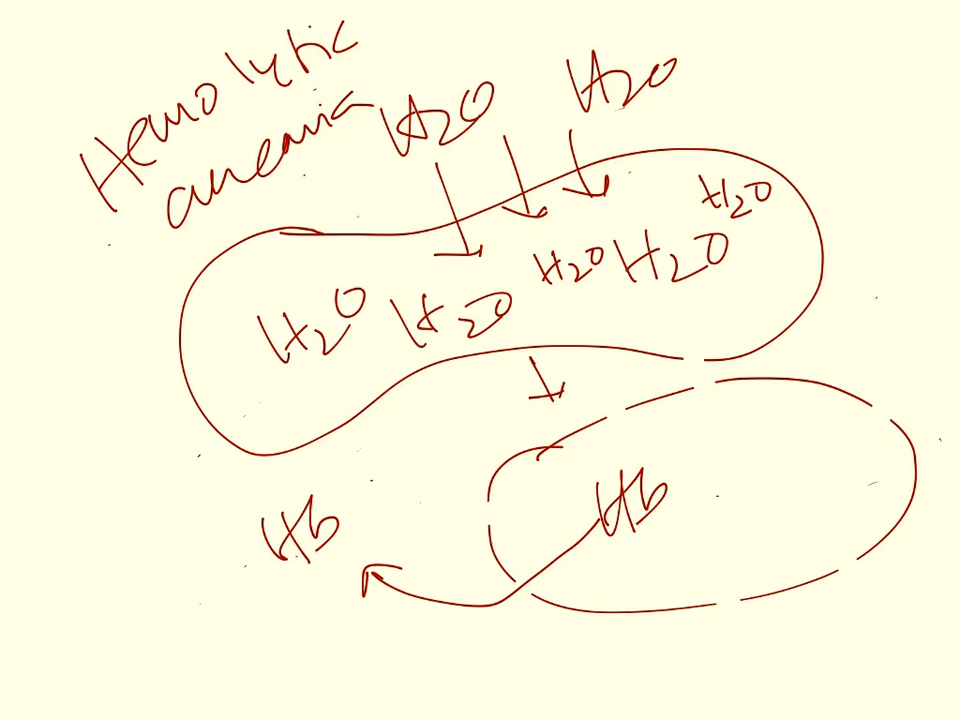 Hemolytic
anemia
H2O H2O
H2O H2O H2O H2O H2O
Hb Hb